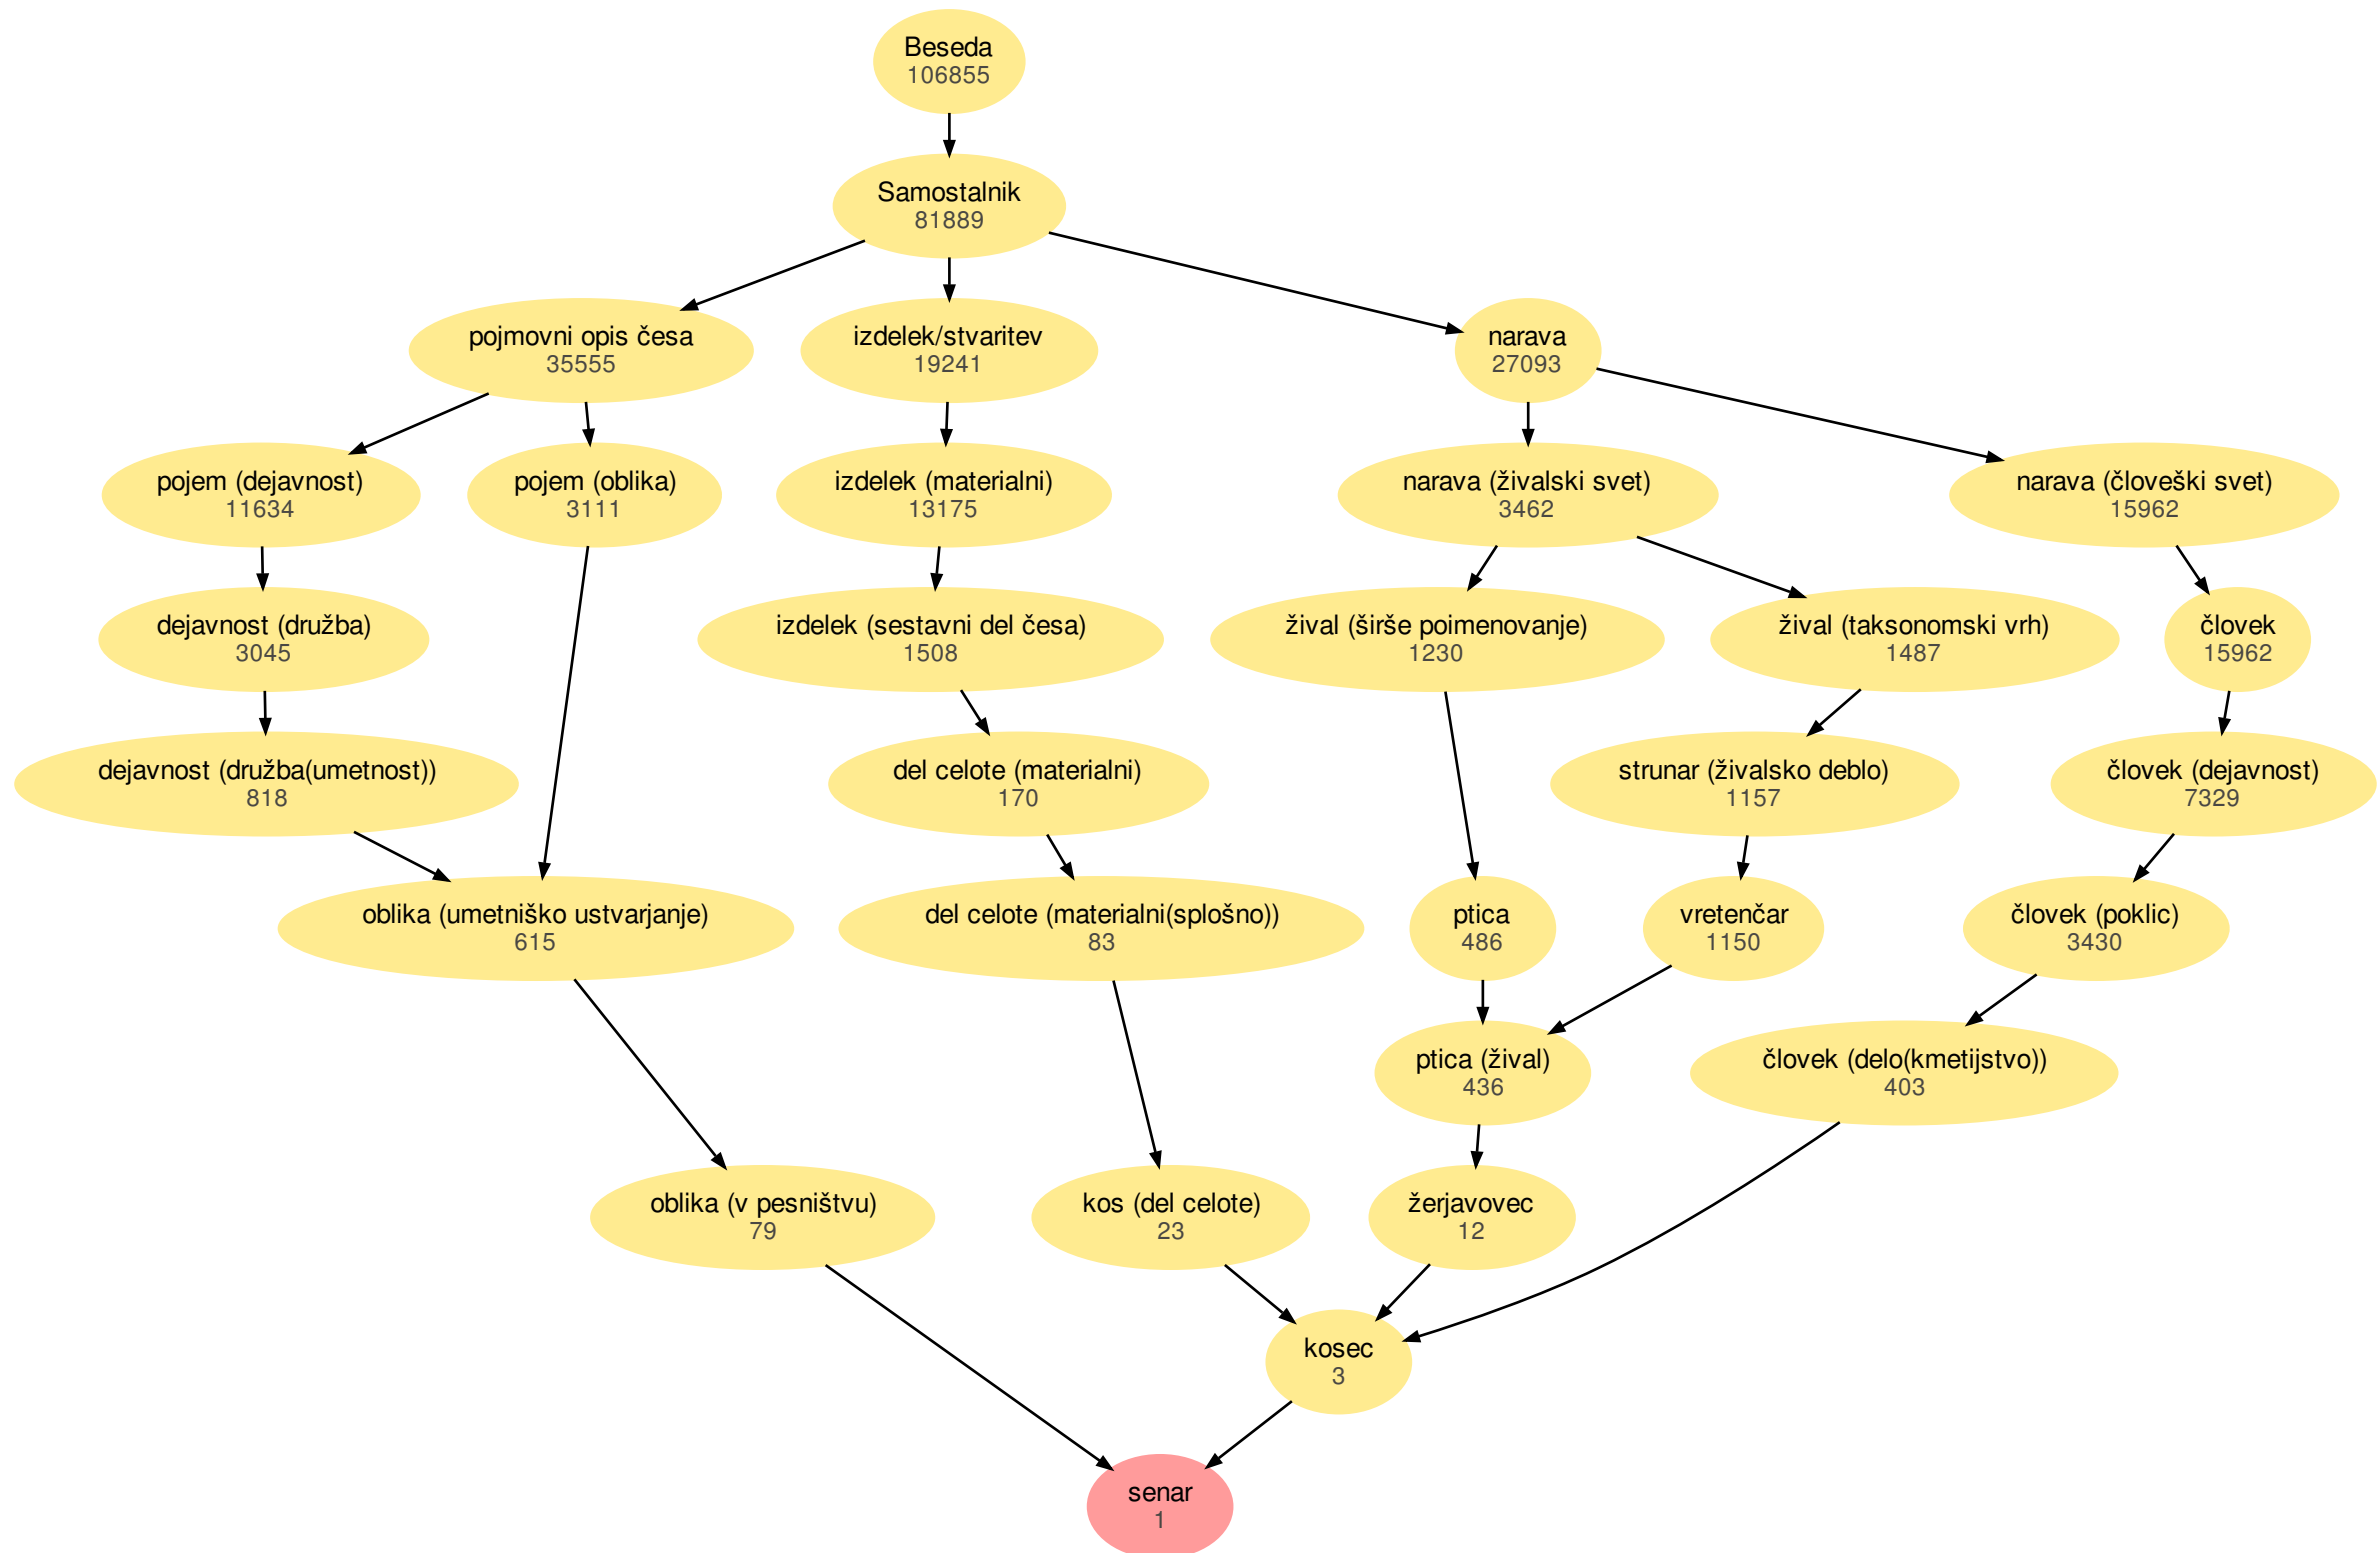 Beseda
106855
Samostalnik
81889
pojmovni opis česa
35555
izdelek/stvaritev
19241
narava
27093
pojem (dejavnost)
11634
pojem (oblika)
3111
izdelek (materialni)
13175
narava (živalski svet)
3462
narava (človeški svet)
15962
dejavnost (družba)
3045
izdelek (sestavni del česa)
1508
žival (širše poimenovanje)
1230
žival (taksonomski vrh)
1487
človek
15962
dejavnost (družba(umetnost))
818
del celote (materialni)
170
strunar (živalsko deblo)
1157
človek (dejavnost)
7329
oblika (umetniško ustvarjanje)
615
del celote (materialni(splošno))
83
ptica
486
vretenčar
1150
človek (poklic)
3430
ptica (žival)
436
človek (delo(kmetijstvo))
403
oblika (v pesništvu)
79
kos (del celote)
23
žerjavovec
12
kosec
3
senar
1